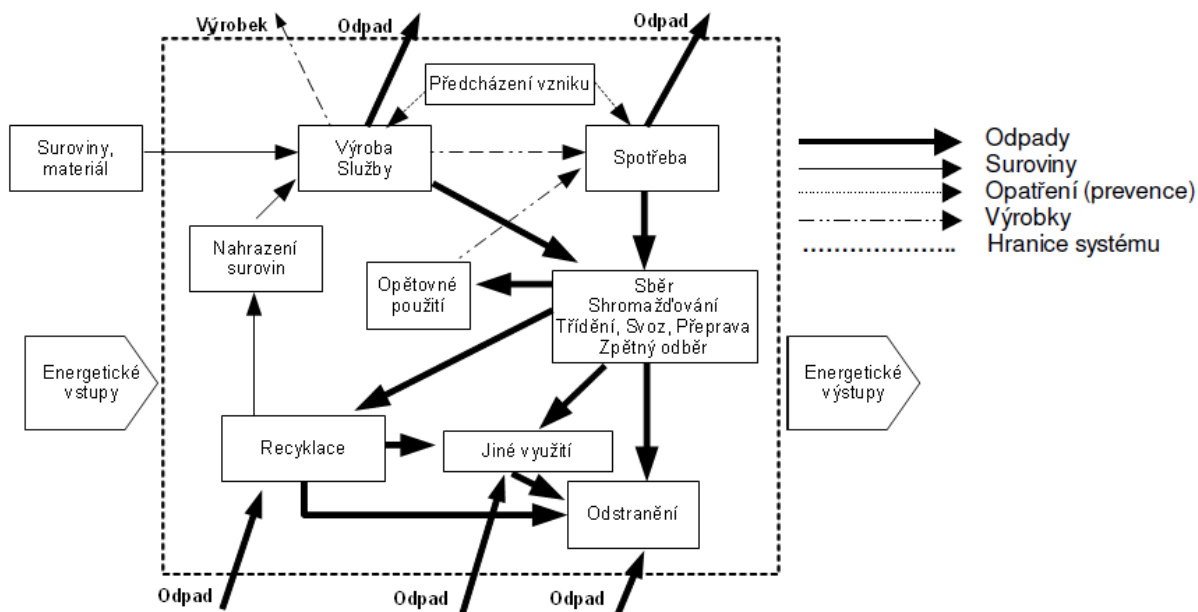 Výrobek
Odpad
Odpad
Předcházení vzniku
Suroviny,
materiál
Výroba
Služby
Spotřeba
Odpady
Suroviny
Opatření (prevence)
Výrobky
Hranice systému
Nahrazení
surovin
Opětovné
použití
Sběr
Shromažďování
Třídění, Svoz, Přeprava
Zpětný odběr
Energetické
vstupy
Energetické
výstupy
Recyklace
Jiné využití
Odstranění
Odpad
Odpad
Odpad